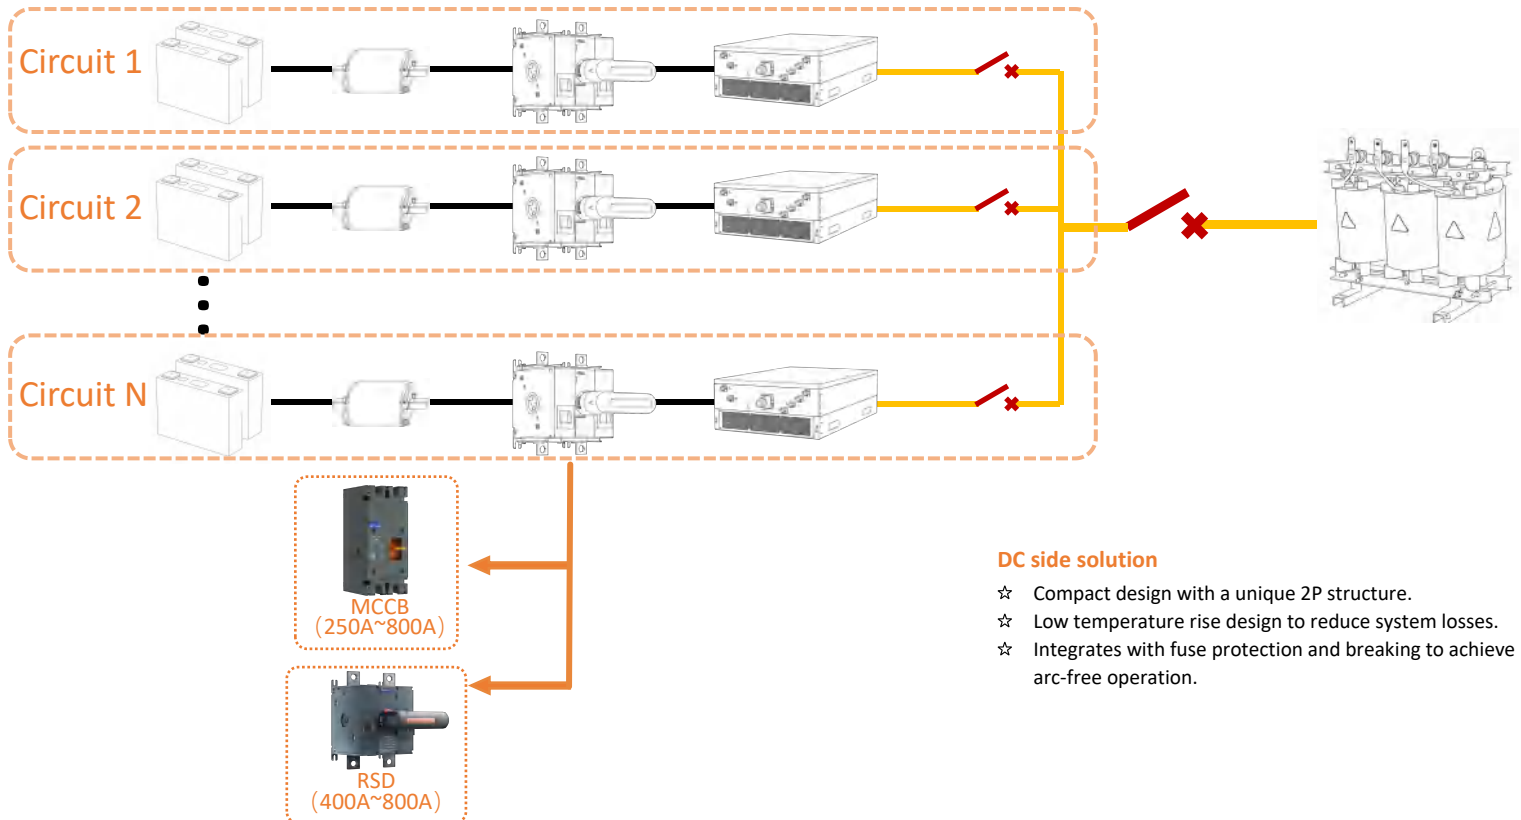 Circuit 1
Circuit 2
Circuit N
MCCB
（250A~800A）
RSD
（400A~800A）
DC side solution
☆ Compact design with a unique 2P structure.
☆ Low temperature rise design to reduce system losses.
☆ Integrates with fuse protection and breaking to achieve
arc-free operation.